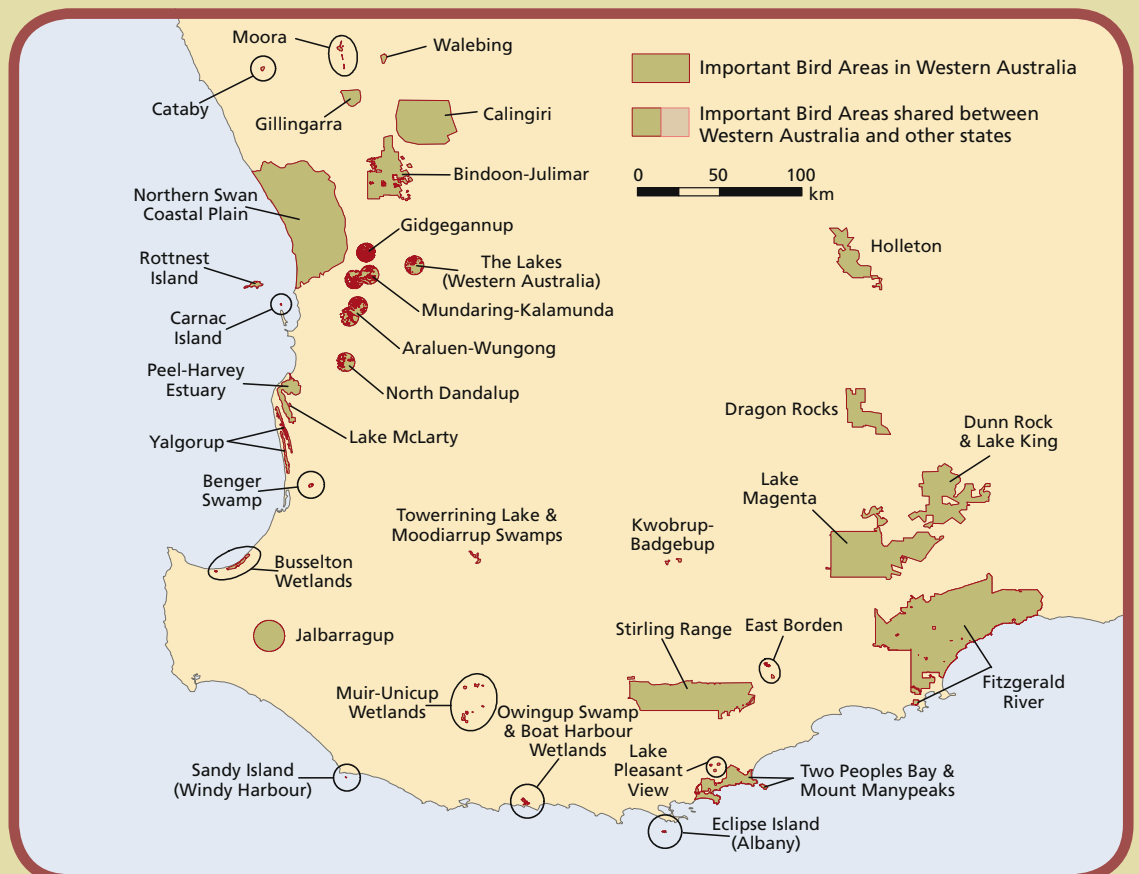 Moora
Walebing
Cataby
Gillingarra
Calingiri
Important Bird Areas in Western Australia
Important Bird Areas shared between
Western Australia and other states
0 50 100
km
Bindoon-Julimar
Northern Swan
Coastal Plain
Gidgegannup
Rottnest
Island
The Lakes
(Western Australia)
Holleton
Carnac
Island
Mundaring-Kalamunda
Araluen-Wungong
Peel-Harvey
Estuary
North Dandalup
Dragon Rocks
Yalgorup
Lake McLarty
Dunn Rock
& Lake King
Benger
Swamp
Lake
Magenta
Towerrining Lake &
Moodiarrup Swamps
Kwobrup-
Badgebup
Busselton
Wetlands
Jalbarragup
Stirling Range
East Borden
Fitzgerald
River
Muir-Unicup
Wetlands
Owingup Swamp
& Boat Harbour
Wetlands
Lake
Pleasant
View
Sandy Island
(Windy Harbour)
Two Peoples Bay &
Mount Manypeaks
Eclipse Island
(Albany)